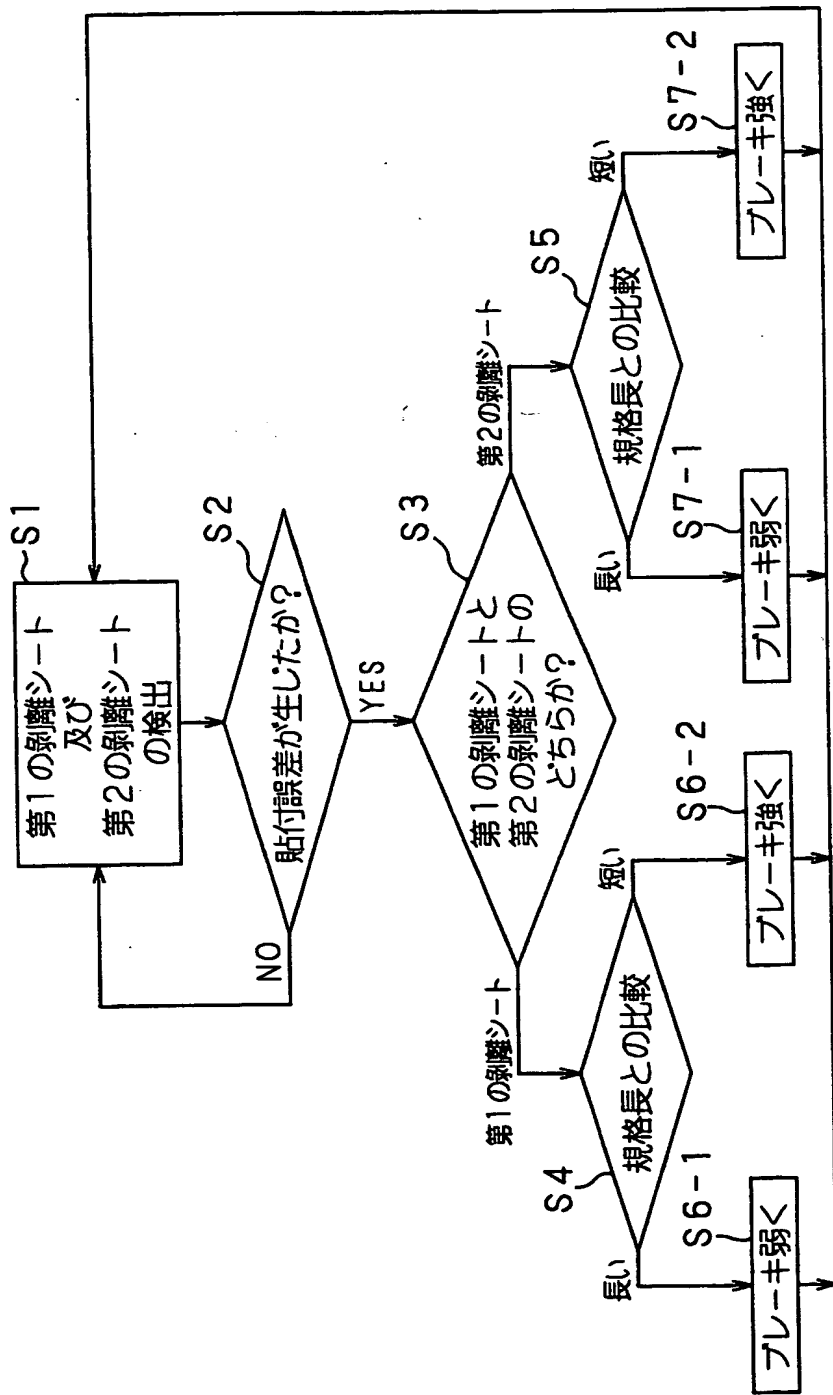 第1の剥離シート
及び
第2の剥離シート
の検出
S1
貼付誤差が生じたか?
S2
NO
YES
第1の剥離シートと
第2の剥離シートの
どちらか?
S3
第1の剥離シート
第2の剥離シート
規格長との比較
S4
長い
短い
規格長との比較
S5
長い
短い
ブレーキ弱く
S6-1
ブレーキ強く
S6-2
ブレーキ弱く
S7-1
ブレーキ強く
S7-2